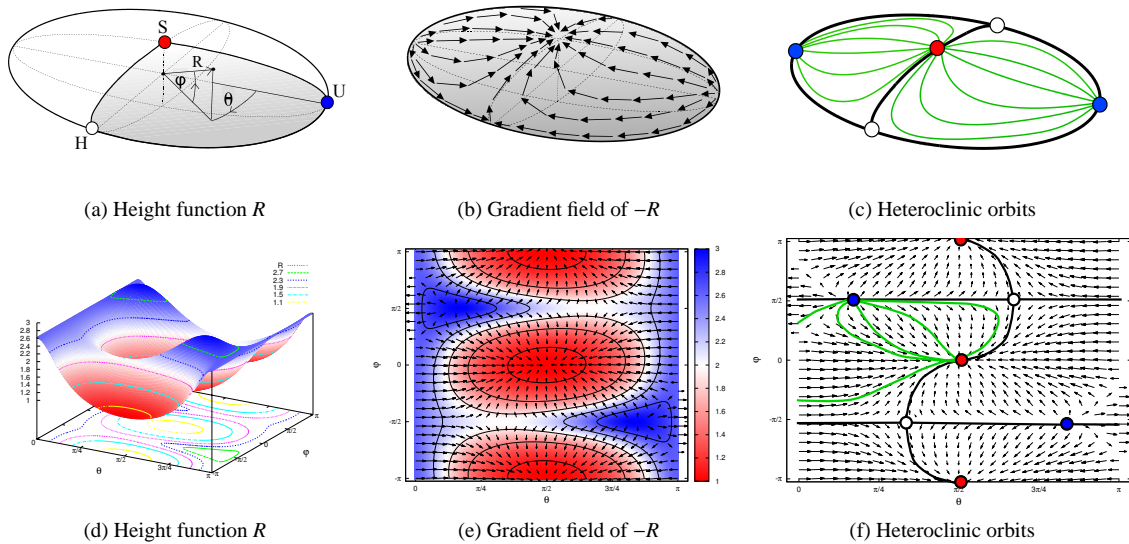 S
R
φ
θ
U
H
(a) Height function R
(b) Gradient field of −R
(c) Heteroclinic orbits
R
2.7
2.3
1.9
1.5
1.1
3
2.8
2.6
2.4
2.2
2
1.8
1.6
1.4
1.2
1
0
π/4
π/2
3π/4
π
θ
-π
-π/2
0
π/2
π
φ
π
π/2
0
-π/2
-π
φ
0
π/4
π/2
3π/4
π
θ
3
2.8
2.6
2.4
2.2
2
1.8
1.6
1.4
1.2
1
π
π/2
0
-π/2
-π
φ
0
π/4
π/2
3π/4
π
θ
(d) Height function R
(e) Gradient field of −R
(f) Heteroclinic orbits